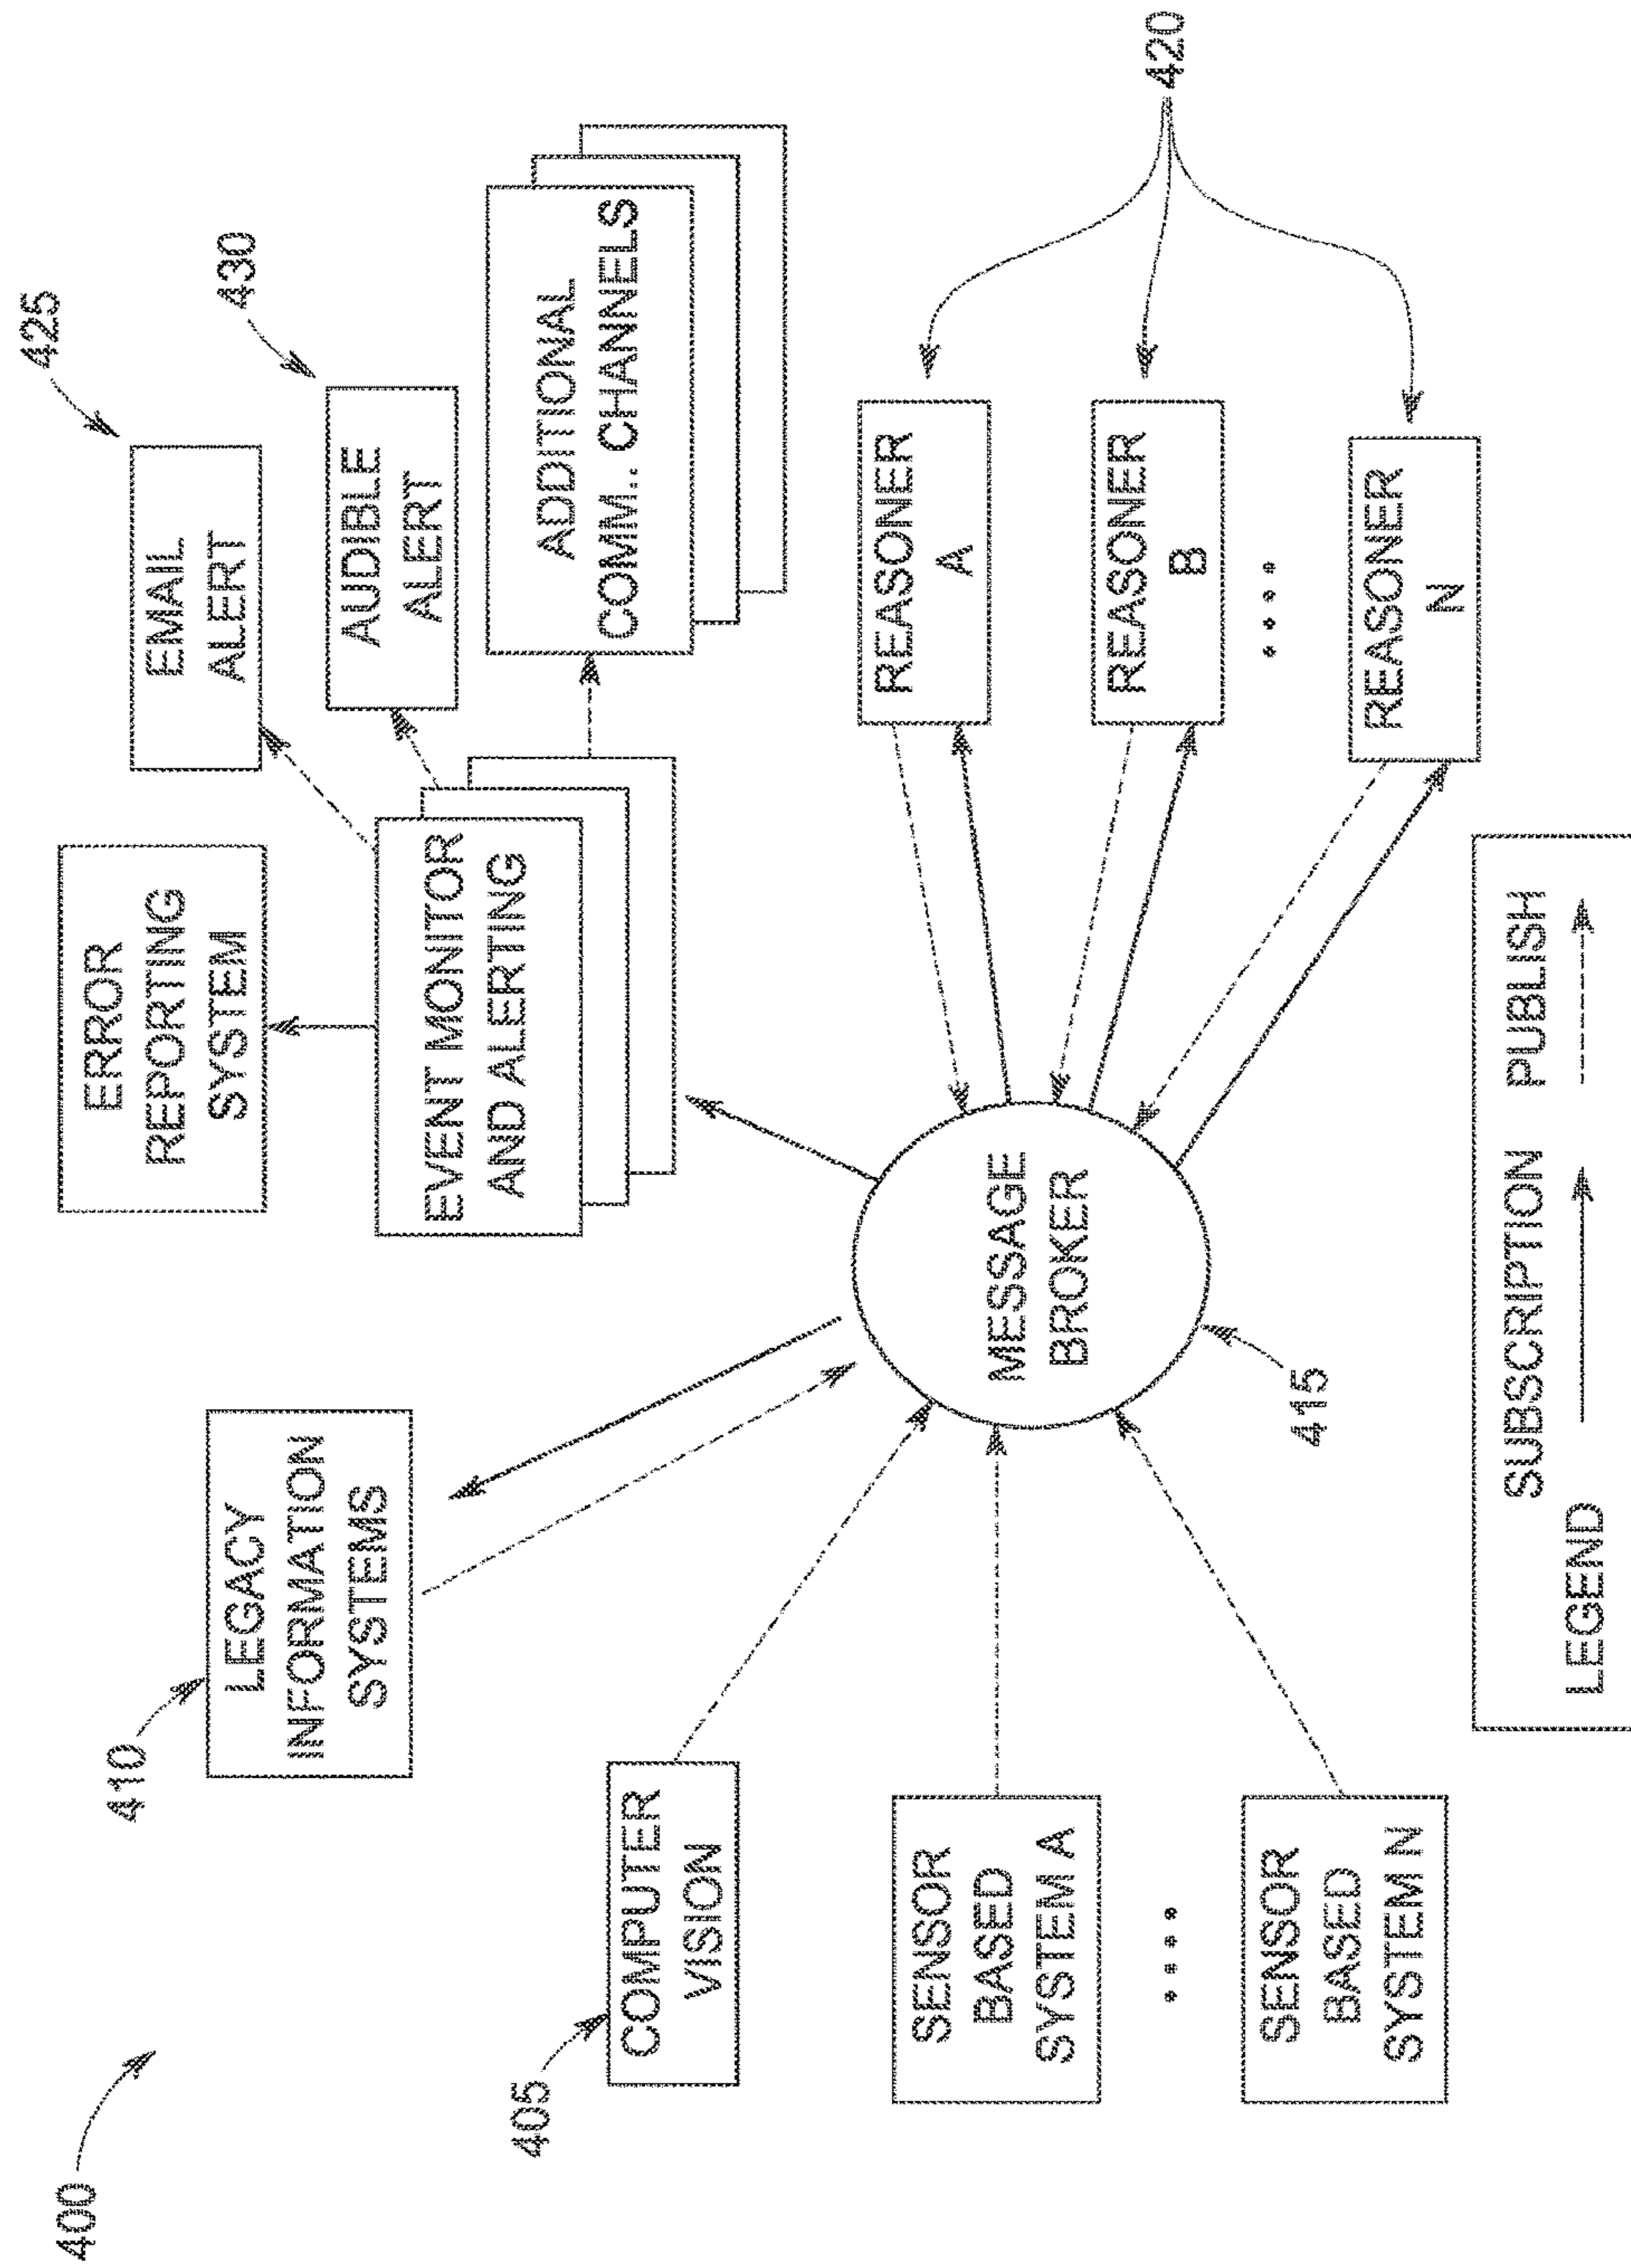 400
410
LEGACY
INFORMATION
SYSTEMS
405
COMPUTER
VISION
SENSOR
BASED
SYSTEM A
SENSOR
BASED
SYSTEM N
MESSAGE
BROKER
415
ERROR
REPORTING
SYSTEM
EVENT MONITOR
AND ALERTING
425
EMAIL
ALERT
430
AUDIBLE
ALERT
ADDITIONAL
COMM.. CHANNELS
REASONER
A
REASONER
B
REASONER
N
420
LEGEND
SUBSCRIPTION
PUBLISH